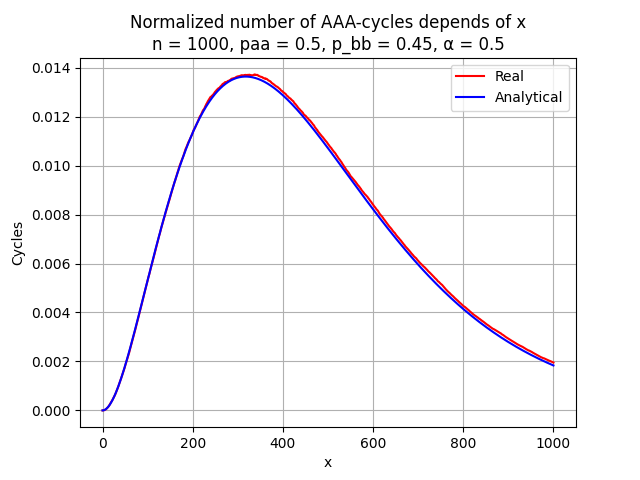 Normalized number of AAA-cycles depends of x
n = 1000, paa = 0.5, p_bb = 0.45, α = 0.5
Real
Analytical
Cycles
0.014
0.012
0.010
0.008
0.006
0.004
0.002
0.000
0
200
400
600
800
1000
x